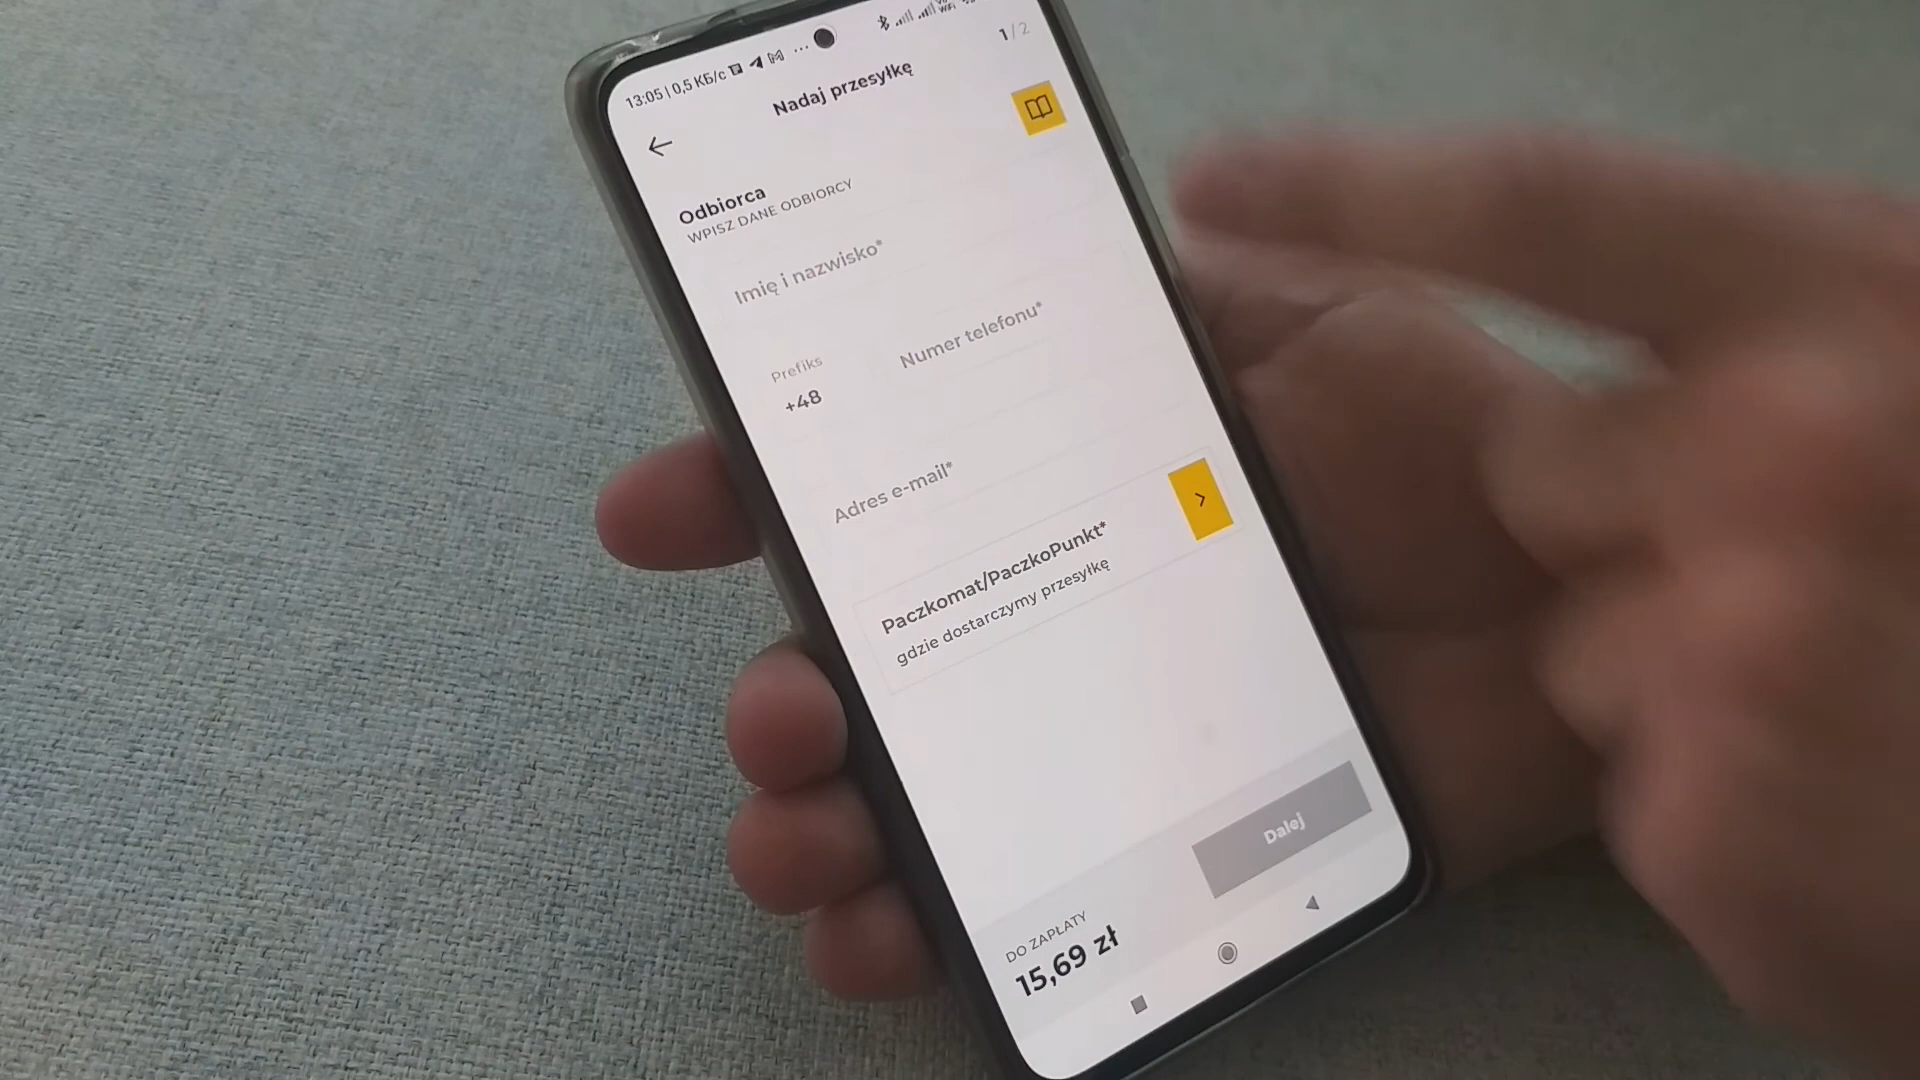 13:05 | 0,5 КБ/с
1/2
Nadaj przesyłkę
Odbiorca
WPISZ DANE ODBIORCY
Imię i nazwisko*
Prefiks
+48
Numer telefonu*
Adres e-mail*
Paczkomat/PaczkoPunkt*
gdzie dostarczymy przesyłkę
Dalej
DO ZAPŁATY
15,69 zł